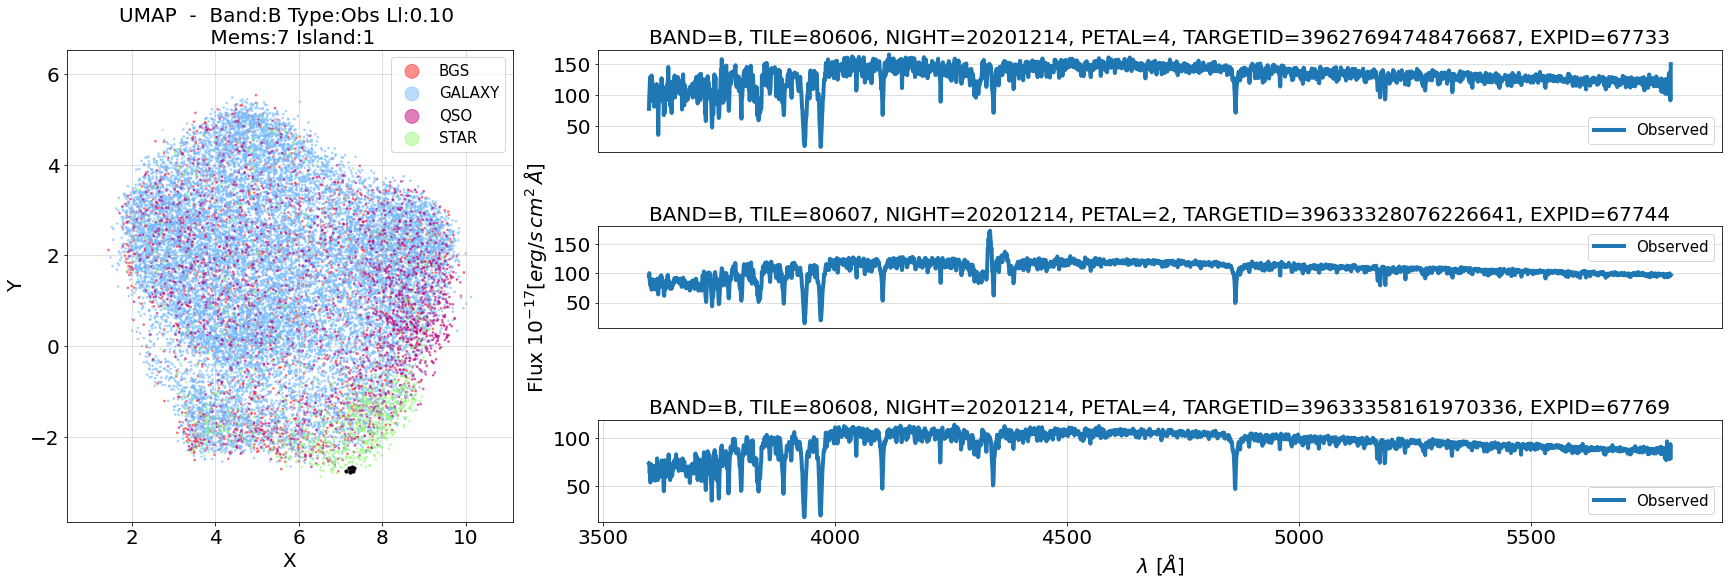 UMAP - Band:B Type:Obs Ll:0.10
Mems:7 Island:1
6
4
2
0
−2
Y
2
4
6
8
10
X
BGS
GALAXY
QSO
STAR
Flux 10⁻¹⁷[erg/s cm² Å]
BAND=B, TILE=80606, NIGHT=20201214, PETAL=4, TARGETID=39627694748476687, EXPID=67733
150
100
50
Observed
BAND=B, TILE=80607, NIGHT=20201214, PETAL=2, TARGETID=39633328076226641, EXPID=67744
150
100
50
Observed
BAND=B, TILE=80608, NIGHT=20201214, PETAL=4, TARGETID=39633358161970336, EXPID=67769
100
50
Observed
3500
4000
4500
5000
5500
λ [Å]